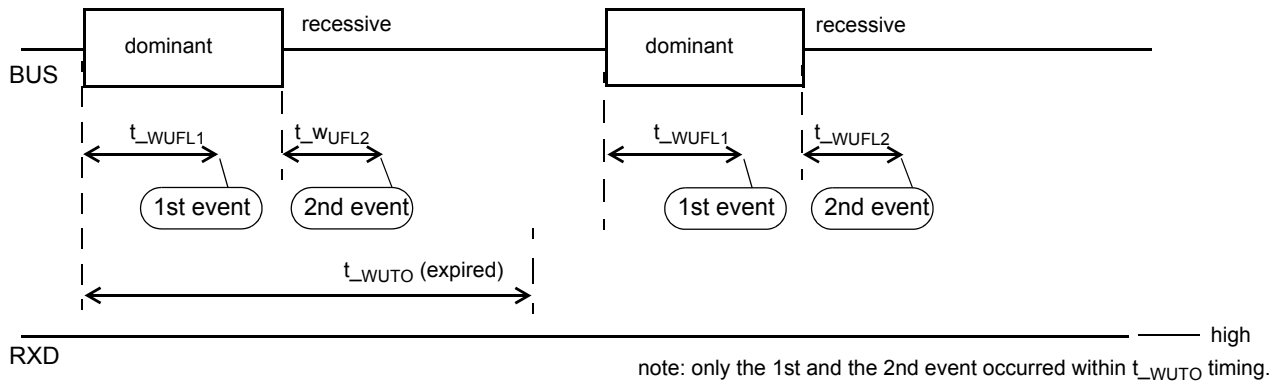 recessive
dominant
BUS
recessive
dominant
t_WUFL1
t_wUFL2
t_WUFL1
t_WUFL2
1st event
2nd event
1st event
2nd event
t_WUTO (expired)
high
RXD
note: only the 1st and the 2nd event occurred within t_WUTO timing.